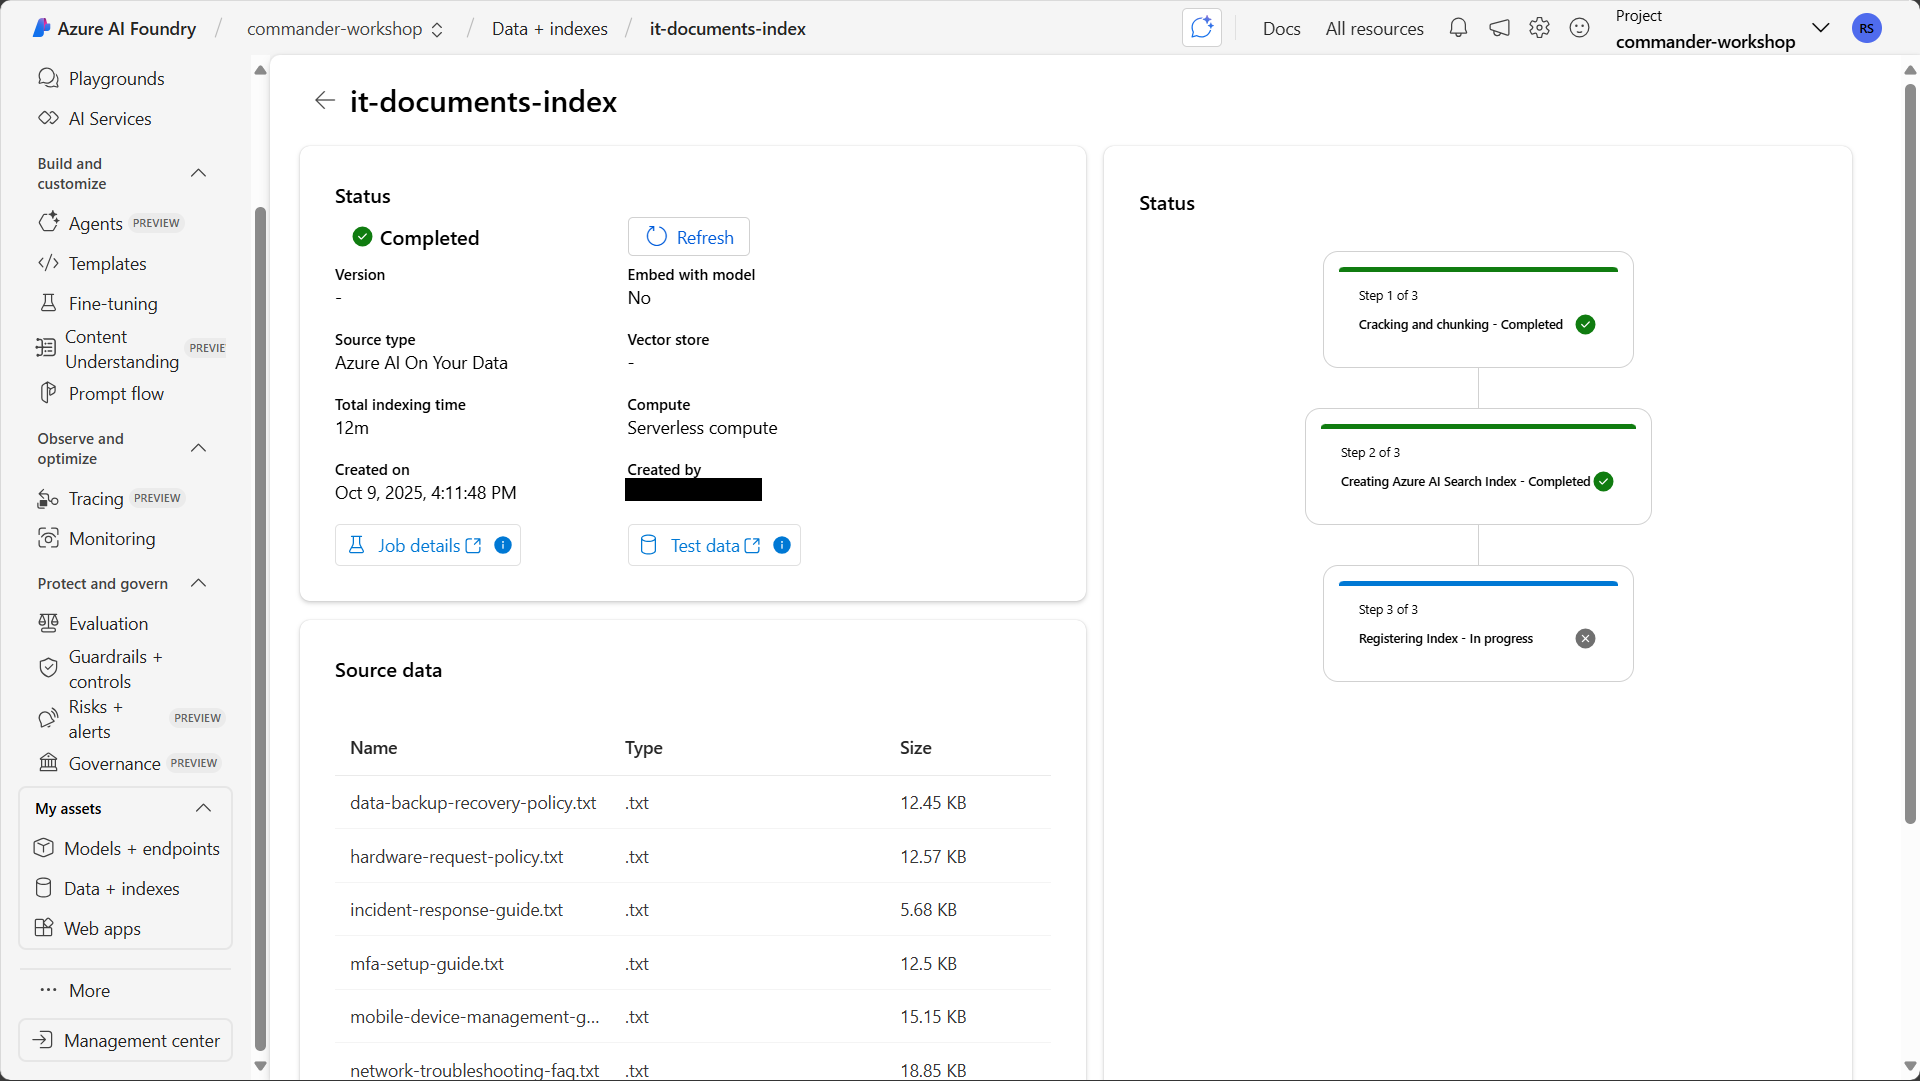 Azure AI Foundry / commander-workshop / Data + indexes / it-documents-index
Docs All resources
Project
commander-workshop
RS
Playgrounds
AI Services
Build and
customize
Agents PREVIEW
Templates
Fine-tuning
Content
Understanding PREVIE
Prompt flow
Observe and
optimize
Tracing PREVIEW
Monitoring
Protect and govern
Evaluation
Guardrails +
controls
Risks +
alerts PREVIEW
Governance PREVIEW
My assets
Models + endpoints
Data + indexes
Web apps
More
Management center
it-documents-index
Status
Completed
Refresh
Version
-
Embed with model
No
Source type
Azure AI On Your Data
Vector store
-
Total indexing time
12m
Compute
Serverless compute
Created on
Oct 9, 2025, 4:11:48 PM
Created by
Job details
Test data
Source data
Name Type Size
data-backup-recovery-policy.txt .txt 12.45 KB
hardware-request-policy.txt .txt 12.57 KB
incident-response-guide.txt .txt 5.68 KB
mfa-setup-guide.txt .txt 12.5 KB
mobile-device-management-g... .txt 15.15 KB
network-troubleshooting-faq.txt .txt 18.85 KB
Status
Step 1 of 3
Cracking and chunking - Completed
Step 2 of 3
Creating Azure AI Search Index - Completed
Step 3 of 3
Registering Index - In progress